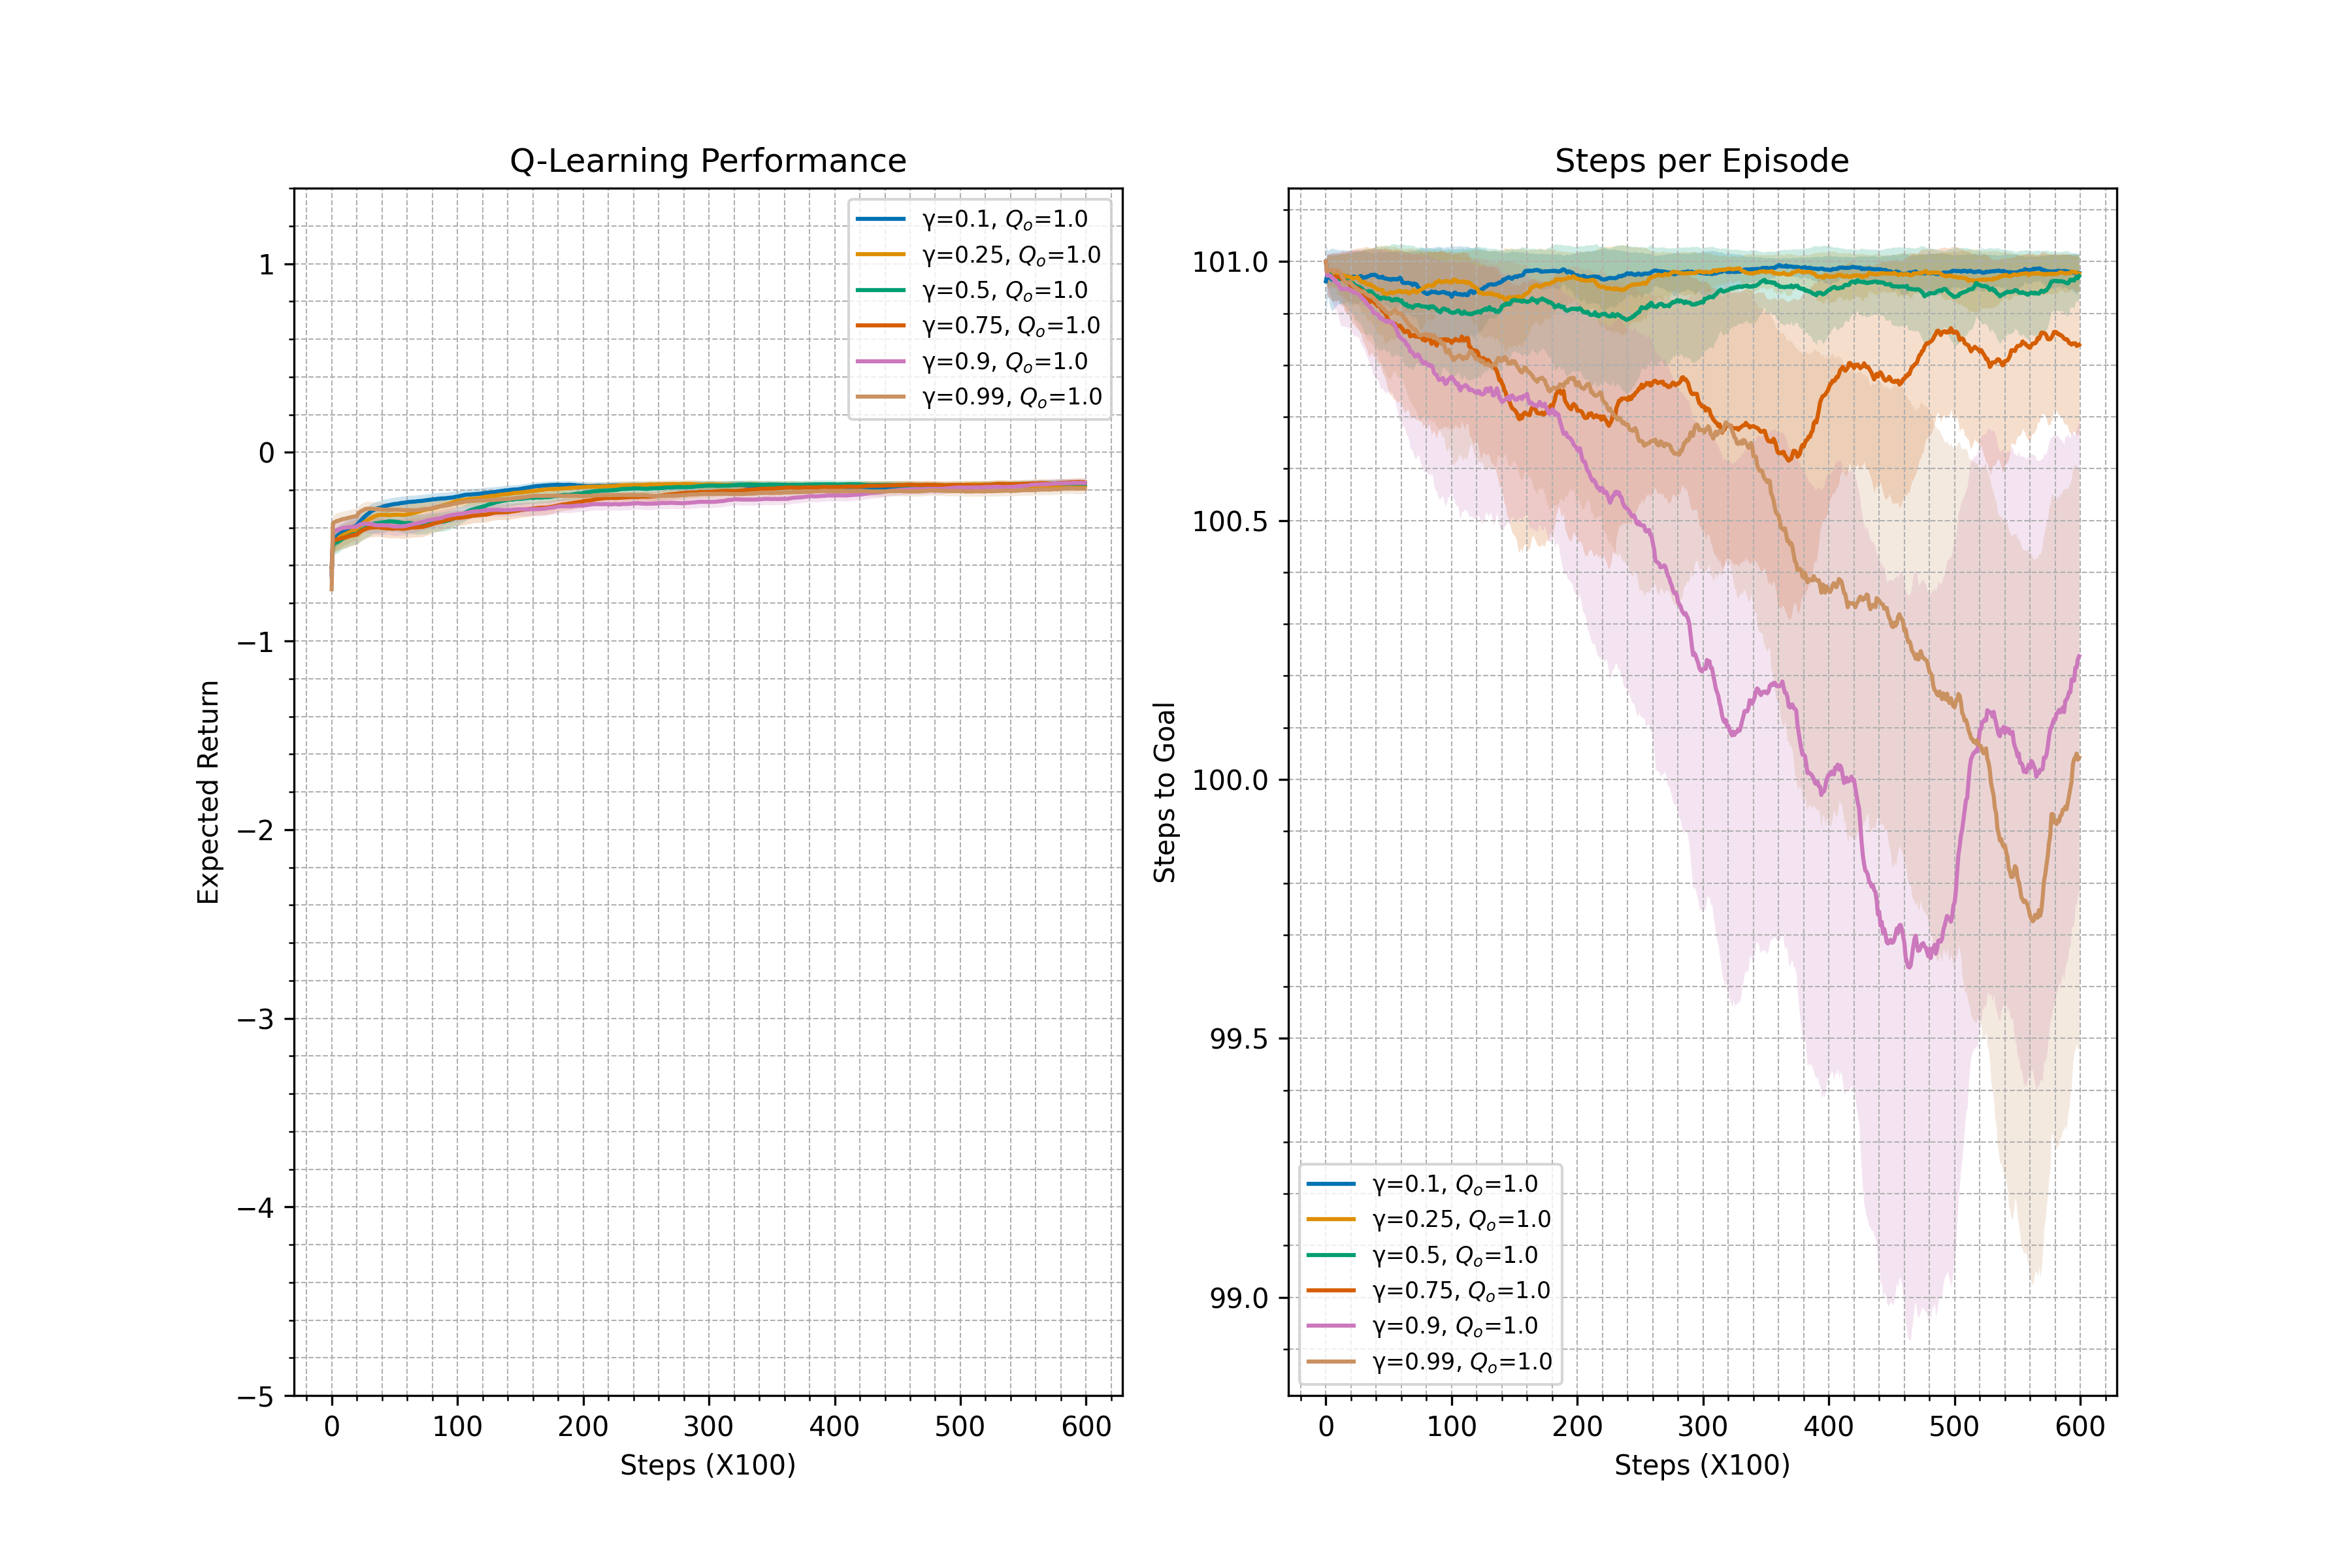 Q-Learning Performance
1
0
−1
−2
−3
−4
−5
Expected Return
0 100 200 300 400 500 600
Steps (X100)
γ=0.1, Qo=1.0
γ=0.25, Qo=1.0
γ=0.5, Qo=1.0
γ=0.75, Qo=1.0
γ=0.9, Qo=1.0
γ=0.99, Qo=1.0
Steps per Episode
101.0
100.5
100.0
99.5
99.0
Steps to Goal
0 100 200 300 400 500 600
Steps (X100)
γ=0.1, Qo=1.0
γ=0.25, Qo=1.0
γ=0.5, Qo=1.0
γ=0.75, Qo=1.0
γ=0.9, Qo=1.0
γ=0.99, Qo=1.0